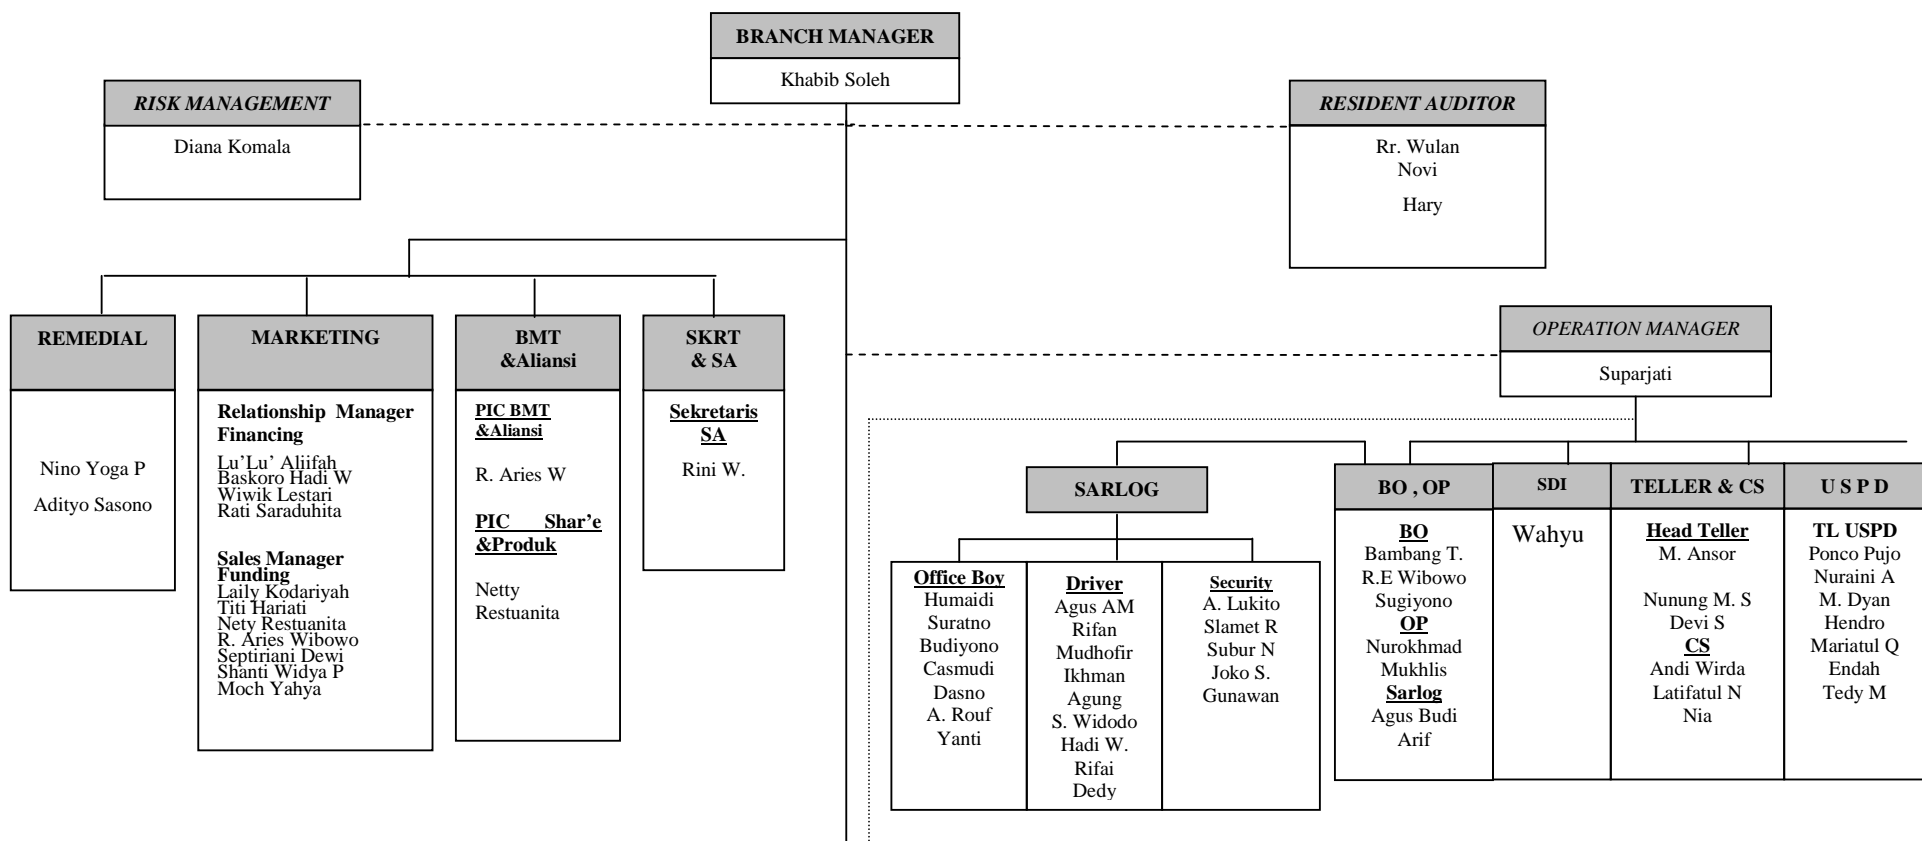 BRANCH MANAGER
Khabib Soleh
RISK MANAGEMENT
Diana Komala
RESIDENT AUDITOR
Rr. Wulan
Novi
Hary
REMEDIAL
Nino Yoga P
Adityo Sasono
MARKETING
Relationship Manager
Financing
Lu’Lu’ Aliifah
Baskoro Hadi W
Wiwik Lestari
Rati Saraduhita
Sales Manager
Funding
Laily Kodariyah
Titi Hariati
Nety Restuanita
R. Aries Wibowo
Septiriani Dewi
Shanti Widya P
Moch Yahya
BMT
&Aliansi
PIC BMT
&Aliansi
R. Aries W
PIC Shar’e
&Produk
Netty
Restuanita
SKRT
& SA
Sekretaris
SA
Rini W.
OPERATION MANAGER
Suparjati
SARLOG
Office Boy
Humaidi
Suratno
Budiyono
Casmudi
Dasno
A. Rouf
Yanti
Driver
Agus AM
Rifan
Mudhofir
Ikhman
Agung
S. Widodo
Hadi W.
Rifai
Dedy
Security
A. Lukito
Slamet R
Subur N
Joko S.
Gunawan
BO , OP
BO
Bambang T.
R.E Wibowo
Sugiyono
OP
Nurokhmad
Mukhlis
Sarlog
Agus Budi
Arif
SDI
Wahyu
TELLER & CS
Head Teller
M. Ansor
Nunung M. S
Devi S
CS
Andi Wirda
Latifatul N
Nia
U S P D
TL USPD
Ponco Pujo
Nuraini A
M. Dyan
Hendro
Mariatul Q
Endah
Tedy M